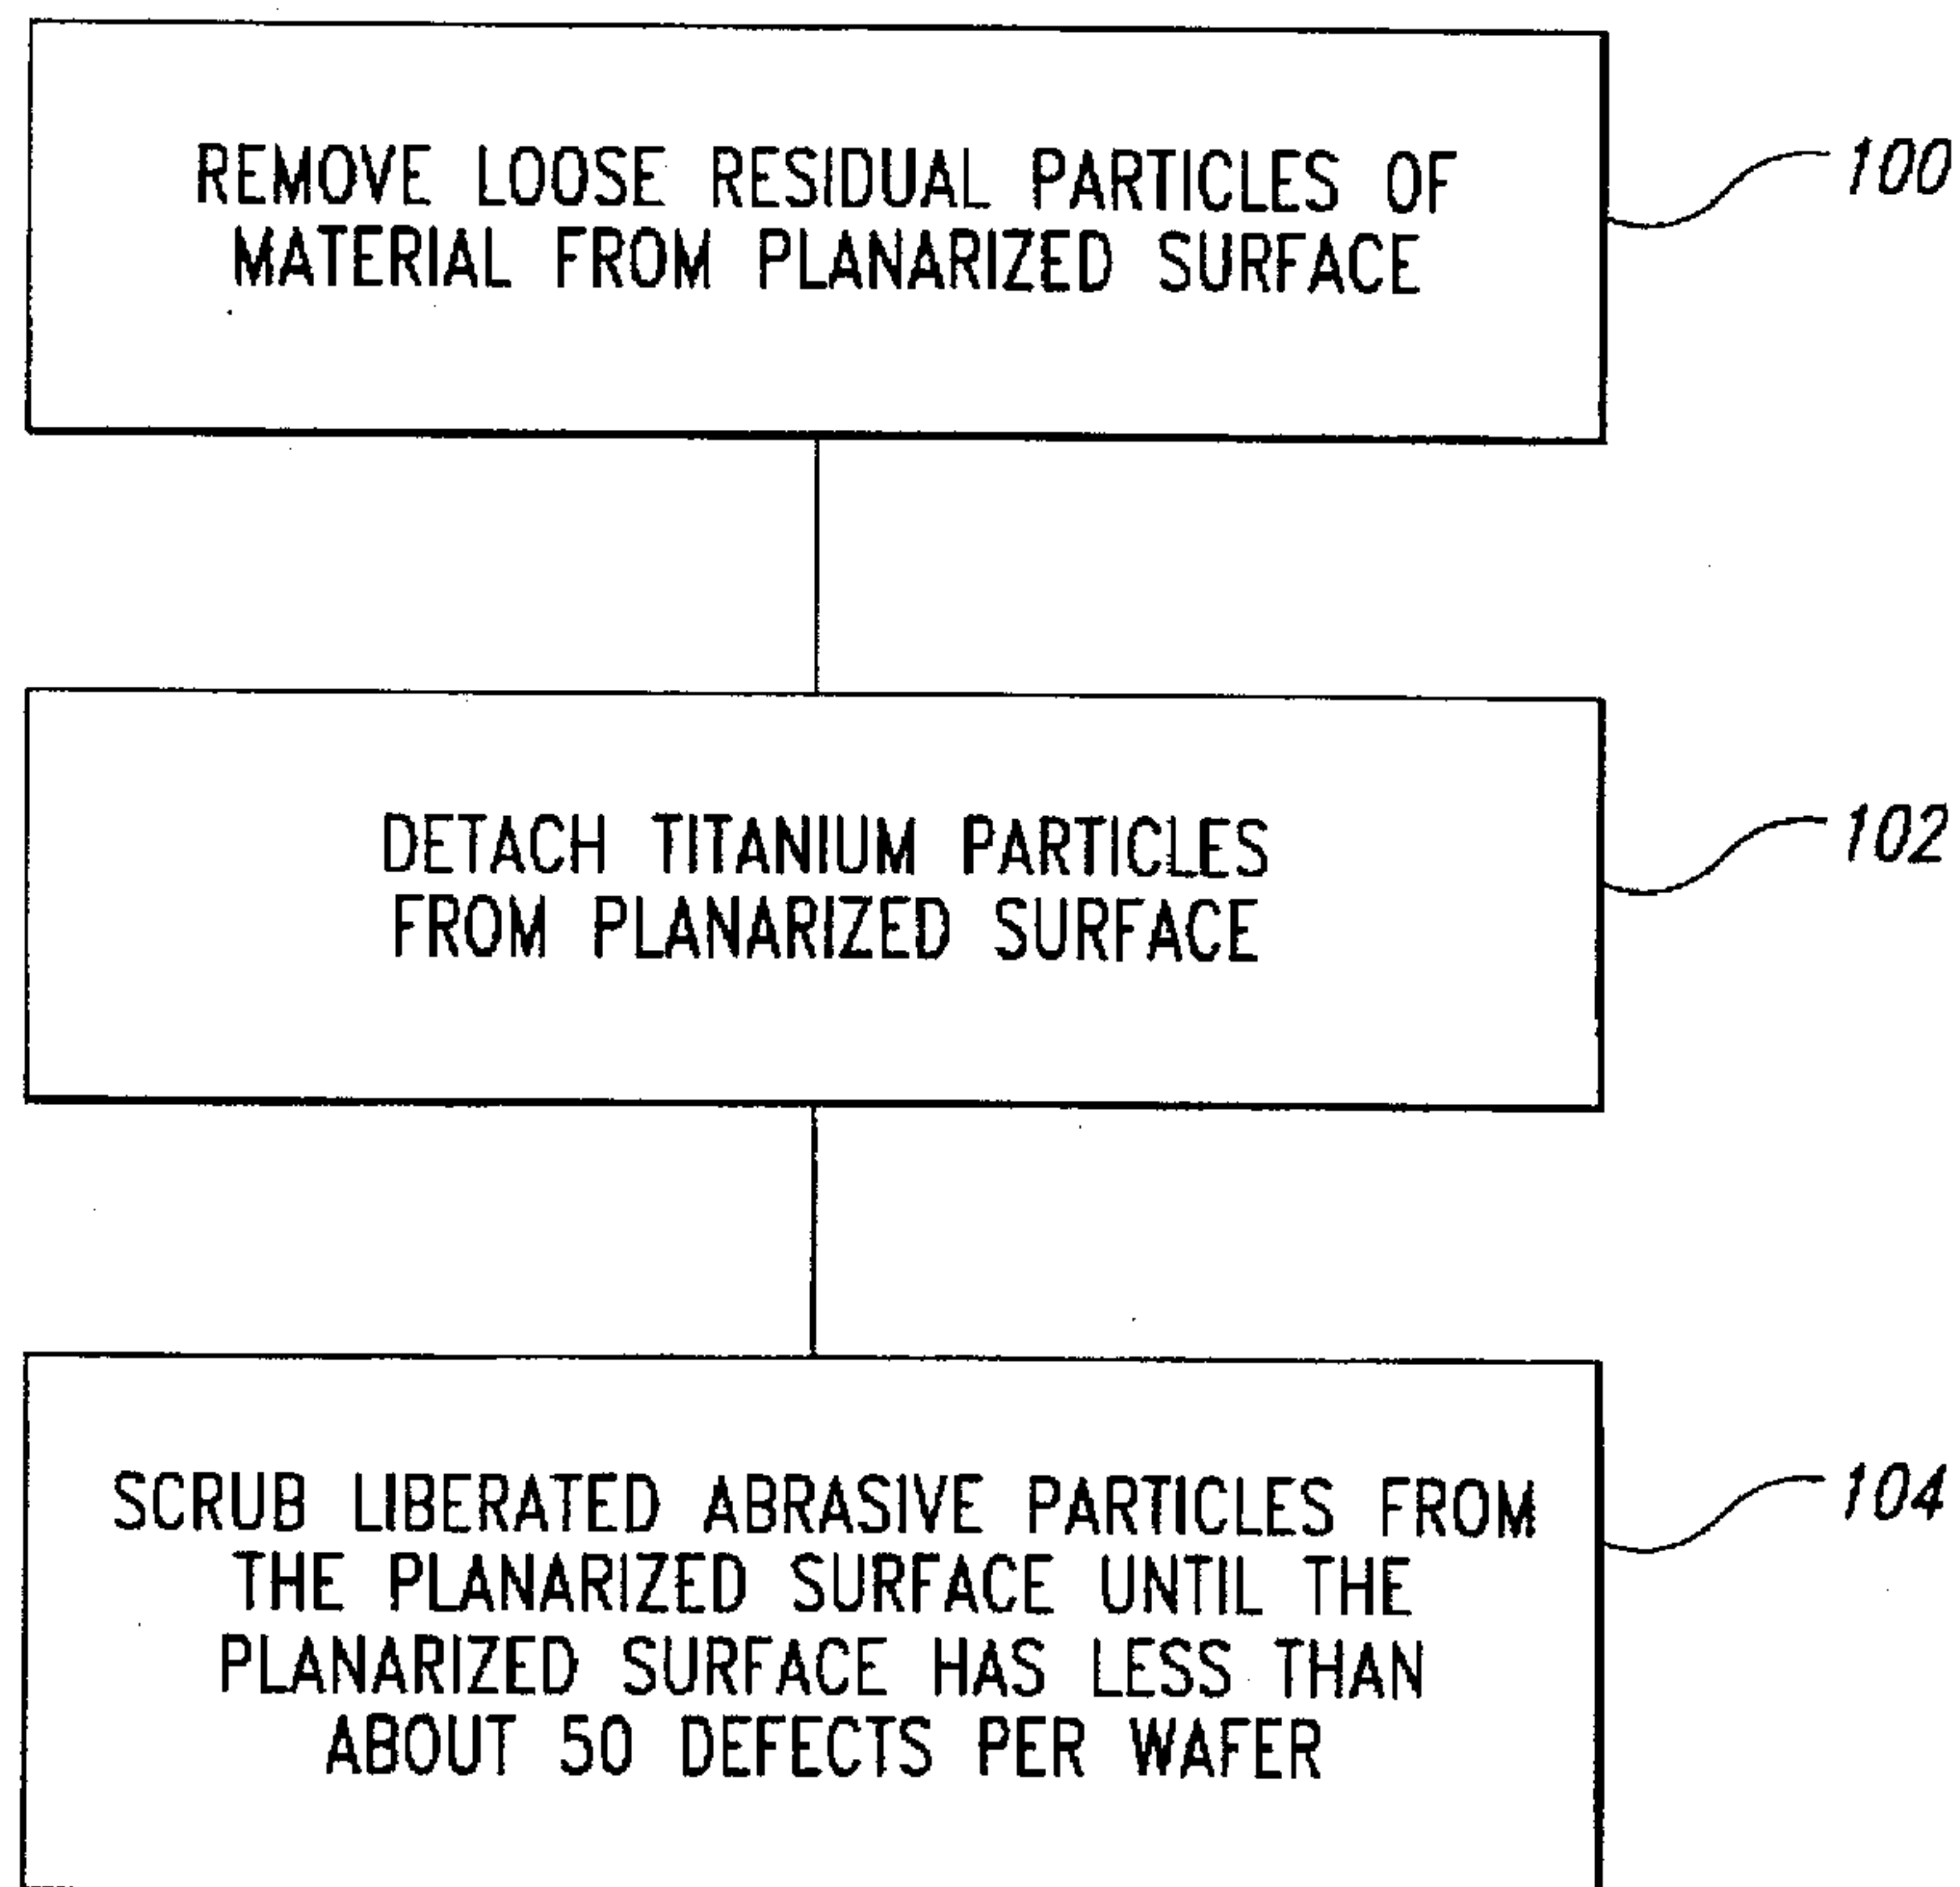 REMOVE LOOSE RESIDUAL PARTICLES OF
MATERIAL FROM PLANARIZED SURFACE
100
DETACH TITANIUM PARTICLES
FROM PLANARIZED SURFACE
102
SCRUB LIBERATED ABRASIVE PARTICLES FROM
THE PLANARIZED SURFACE UNTIL THE
PLANARIZED SURFACE HAS LESS THAN
ABOUT 50 DEFECTS PER WAFER
104